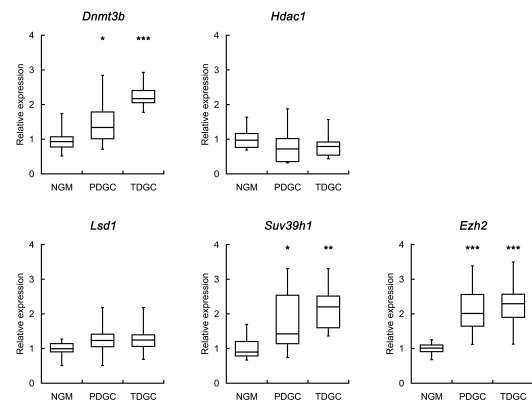 Dnmt3b
Hdac1
* ***
4
3
2
1
0
Relative expression
NGM PDGC TDGC
4
3
2
1
0
Relative expression
NGM PDGC TDGC
Lsd1
Suv39h1
Ezh2
4
3
2
1
0
Relative expression
NGM PDGC TDGC
* **
4
3
2
1
0
Relative expression
NGM PDGC TDGC
*** ***
4
3
2
1
0
Relative expression
NGM PDGC TDGC